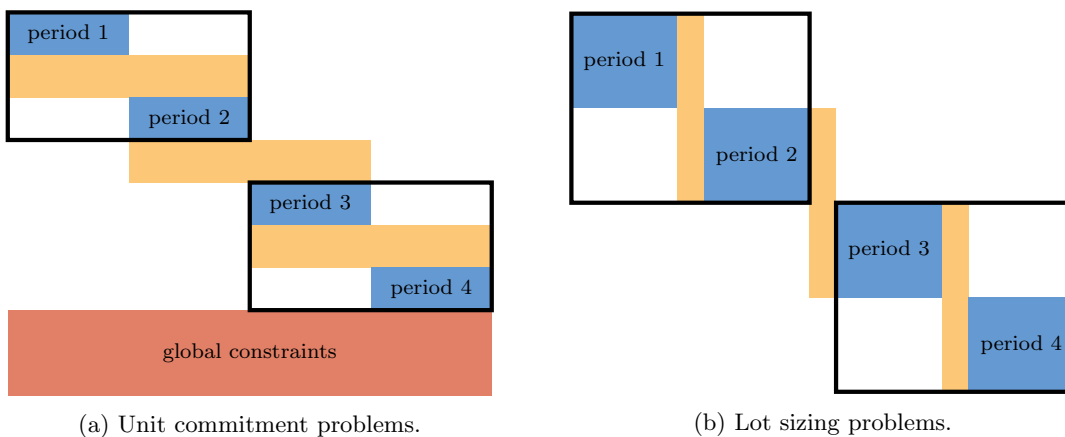 period 1
period 2
period 3
period 4
global constraints
(a) Unit commitment problems.
period 1
period 2
period 3
period 4
(b) Lot sizing problems.